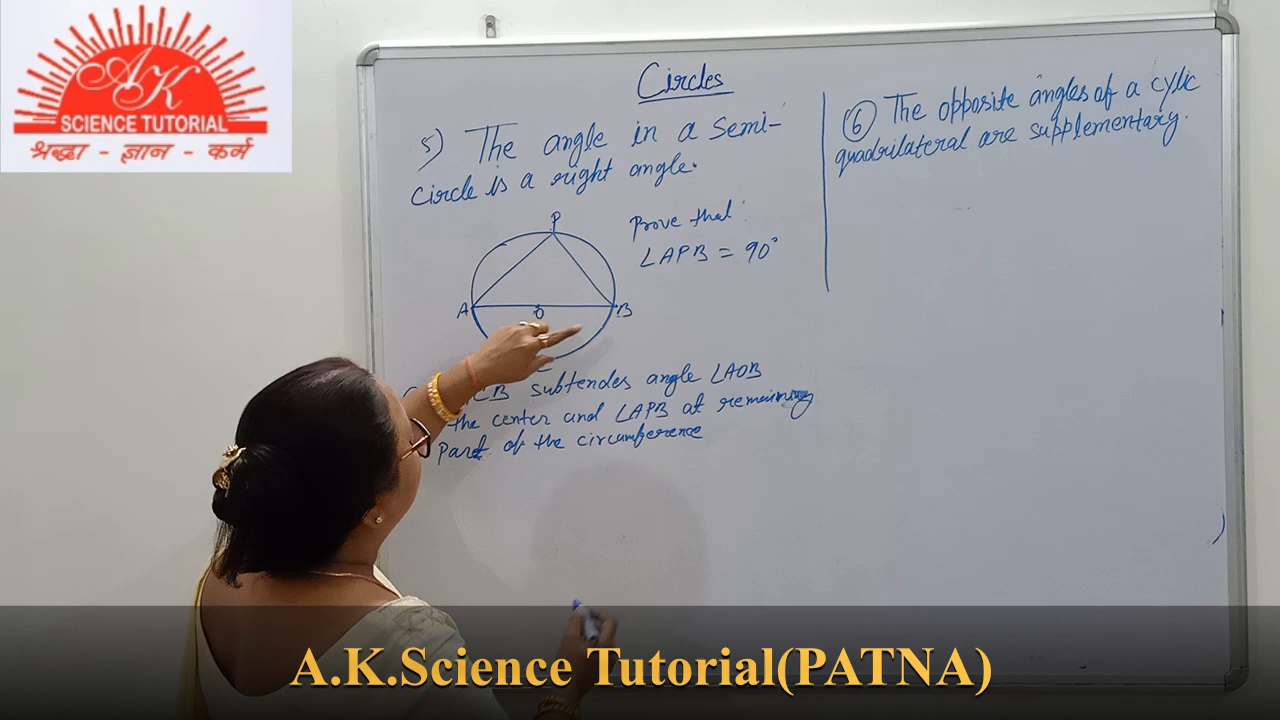 AK
SCIENCE TUTORIAL
श्रद्धा - ज्ञान - कर्म
Circles
5) The angle in a semi-
circle is a right angle.
Prove that
∠APB = 90°
P
A
O
B
C
CB subtendes angle ∠AOB
the center and ∠APB at remaining
part of the circumference
6) The opposite angles of a cylic
quadrilateral are supplementary.
A.K.Science Tutorial(PATNA)